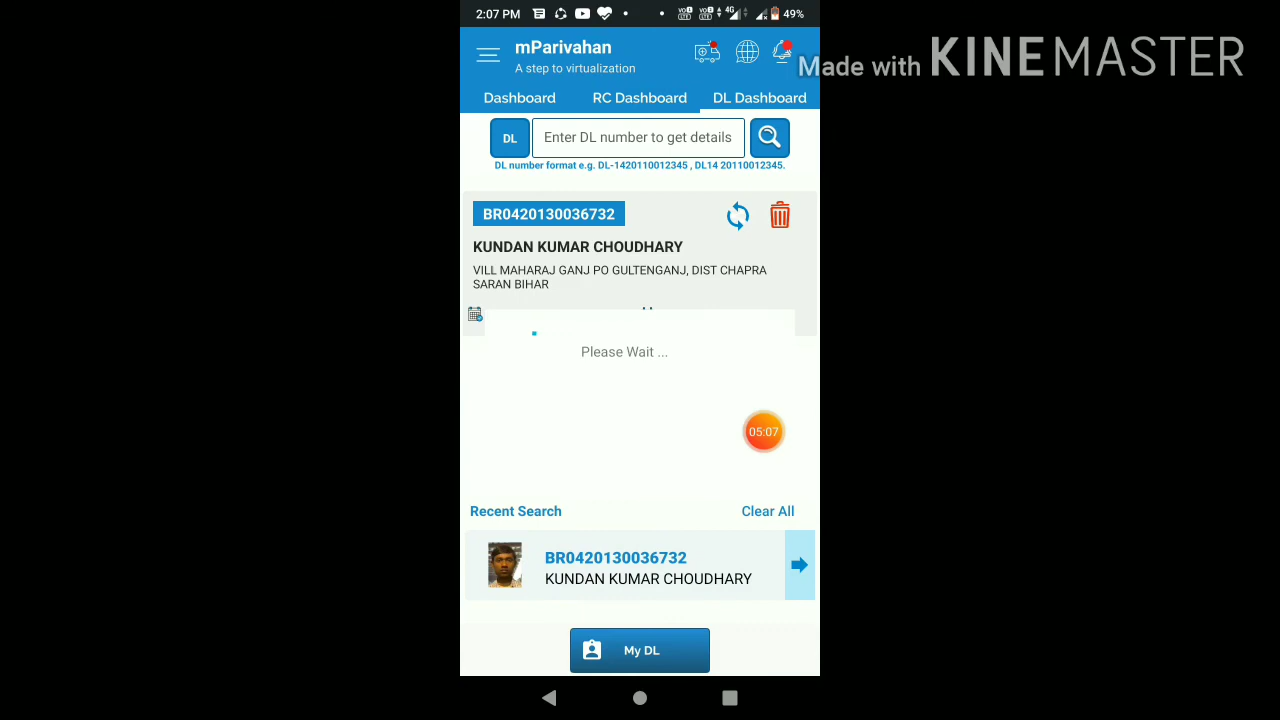 2:07 PM
4G
49%
mParivahan
A step to virtualization
Made with KINEMASTER
Dashboard
RC Dashboard
DL Dashboard
DL
Enter DL number to get details
DL number format e.g. DL-1420110012345 , DL14 20110012345.
BR0420130036732
KUNDAN KUMAR CHOUDHARY
VILL MAHARAJ GANJ PO GULTENGANJ, DIST CHAPRA
SARAN BIHAR
Please Wait ...
05:07
Recent Search
Clear All
BR0420130036732
KUNDAN KUMAR CHOUDHARY
My DL